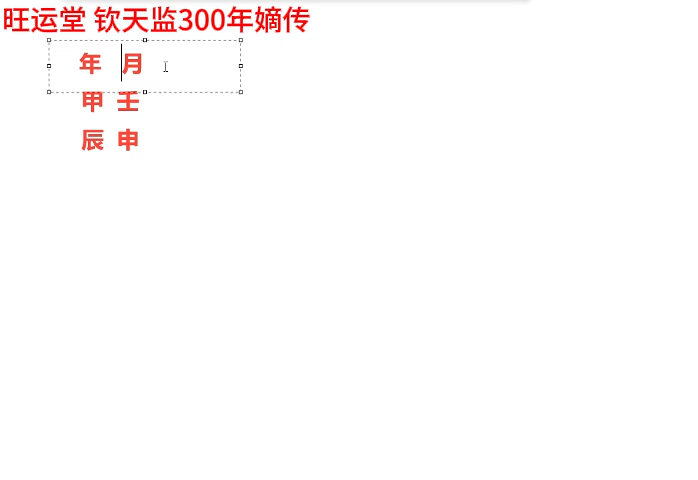 旺运堂 钦天监300年嫡传
年 月
甲 壬
辰 申